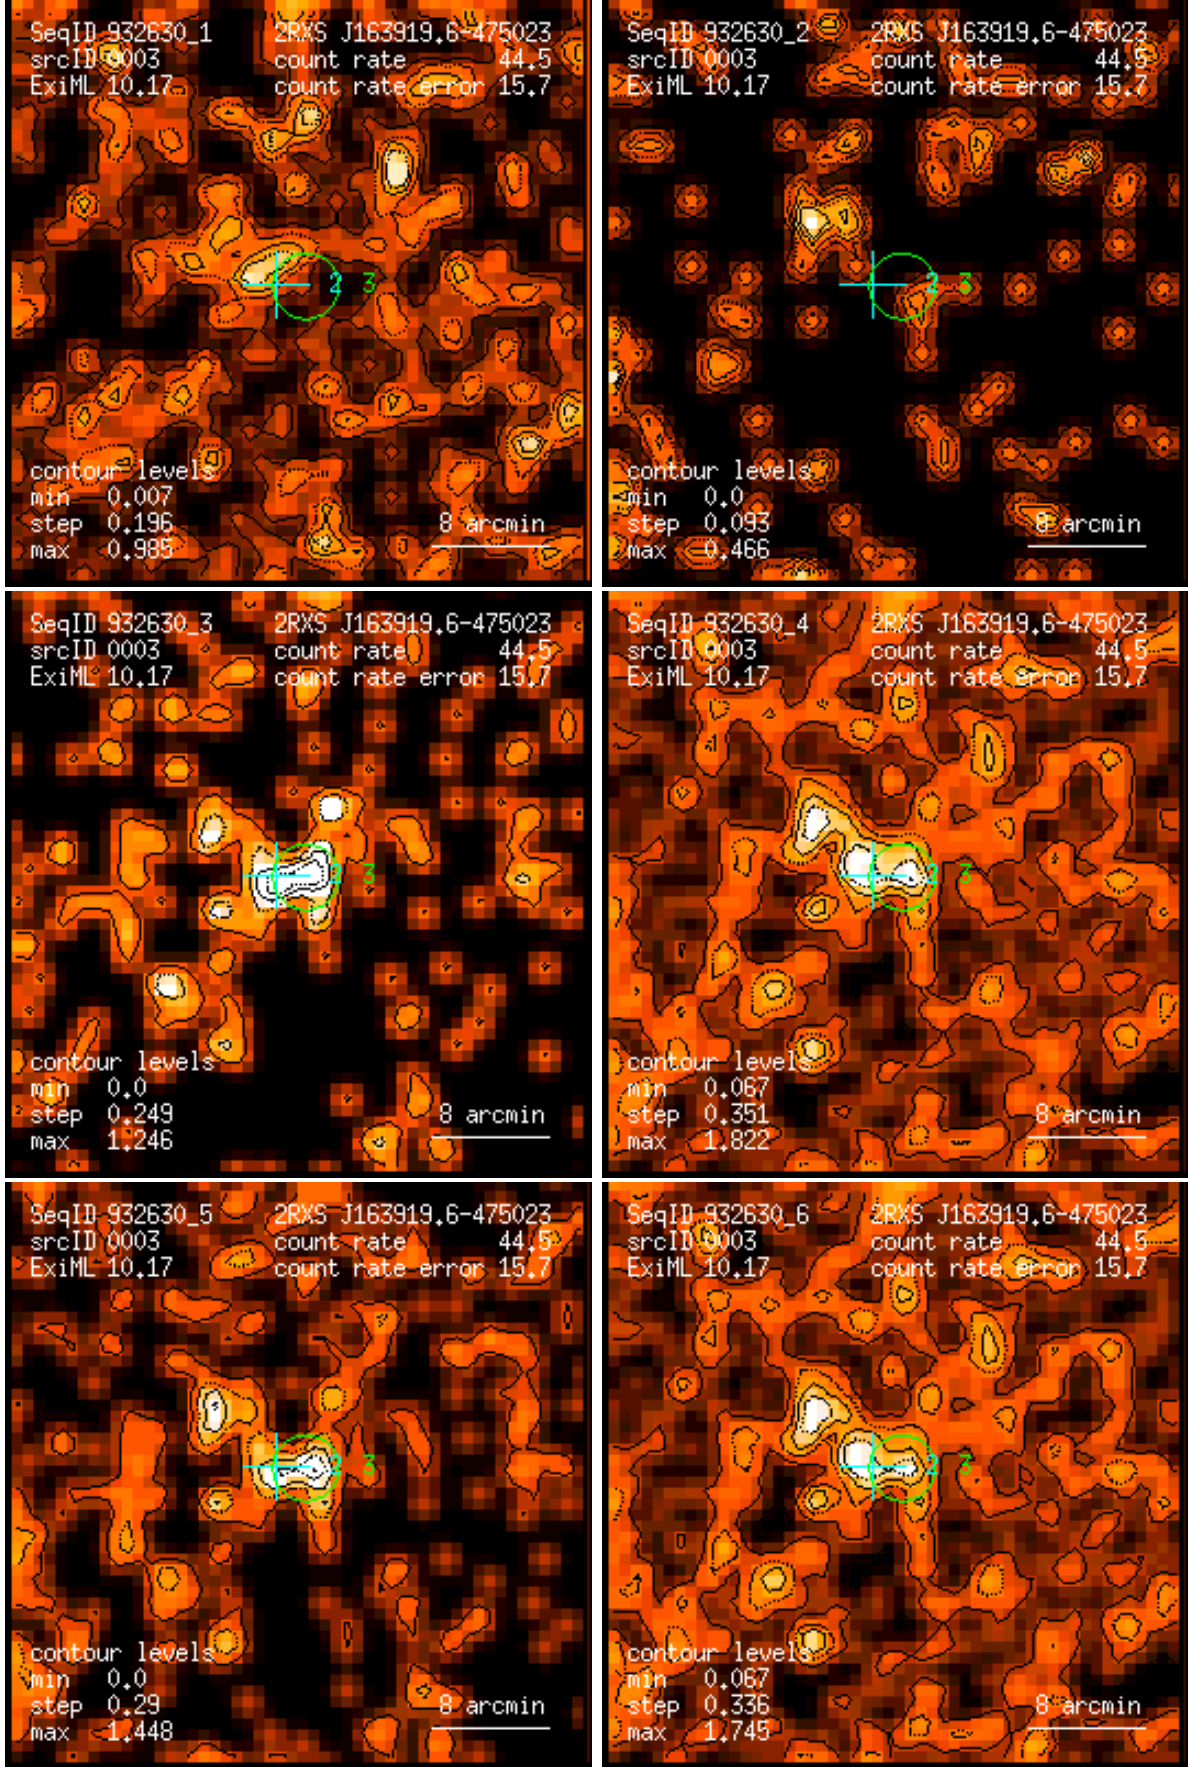 SeqID 932630_1 2RXS J163919.6-475023
srcID 0003 count rate 44.5
ExiML 10.17 count rate error 15.7
2 3
contour levels
min 0.007
step 0.196
max 0.985
8 arcmin
SeqID 932630_2 2RXS J163919.6-475023
srcID 0003 count rate 44.5
ExiML 10.17 count rate error 15.7
2 3
contour levels
min 0.0
step 0.093
max 0.466
8 arcmin
SeqID 932630_3 2RXS J163919.6-475023
srcID 0003 count rate 44.5
ExiML 10.17 count rate error 15.7
2 3
contour levels
min 0.0
step 0.249
max 1.246
8 arcmin
SeqID 932630_4 2RXS J163919.6-475023
srcID 0003 count rate 44.5
ExiML 10.17 count rate error 15.7
2 3
contour levels
min 0.067
step 0.351
max 1.822
8 arcmin
SeqID 932630_5 2RXS J163919.6-475023
srcID 0003 count rate 44.5
ExiML 10.17 count rate error 15.7
2 3
contour levels
min 0.0
step 0.29
max 1.448
8 arcmin
SeqID 932630_6 2RXS J163919.6-475023
srcID 0003 count rate 44.5
ExiML 10.17 count rate error 15.7
2 3
contour levels
min 0.067
step 0.336
max 1.745
8 arcmin